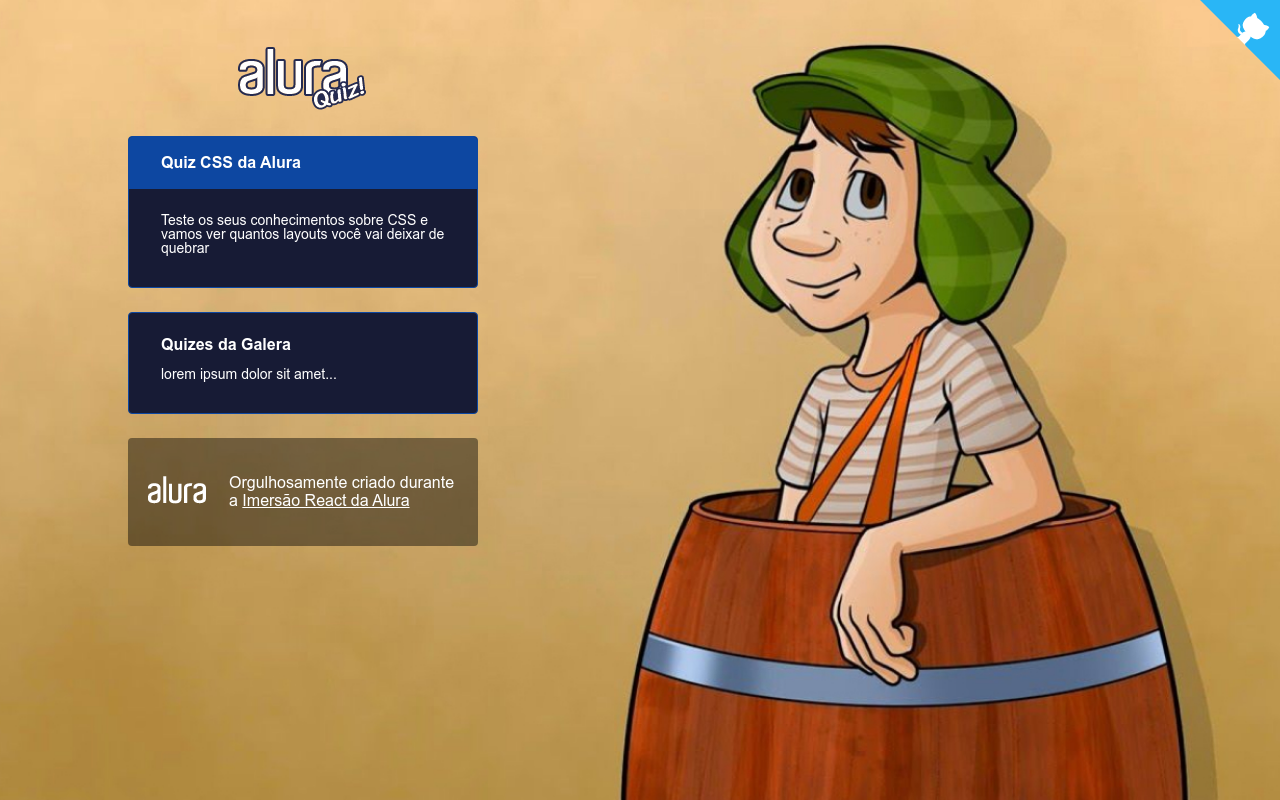 alura
Quiz!
Quiz CSS da Alura
Teste os seus conhecimentos sobre CSS e
vamos ver quantos layouts você vai deixar de
quebrar
Quizes da Galera
lorem ipsum dolor sit amet...
alura
Orgulhosamente criado durante
a Imersão React da Alura